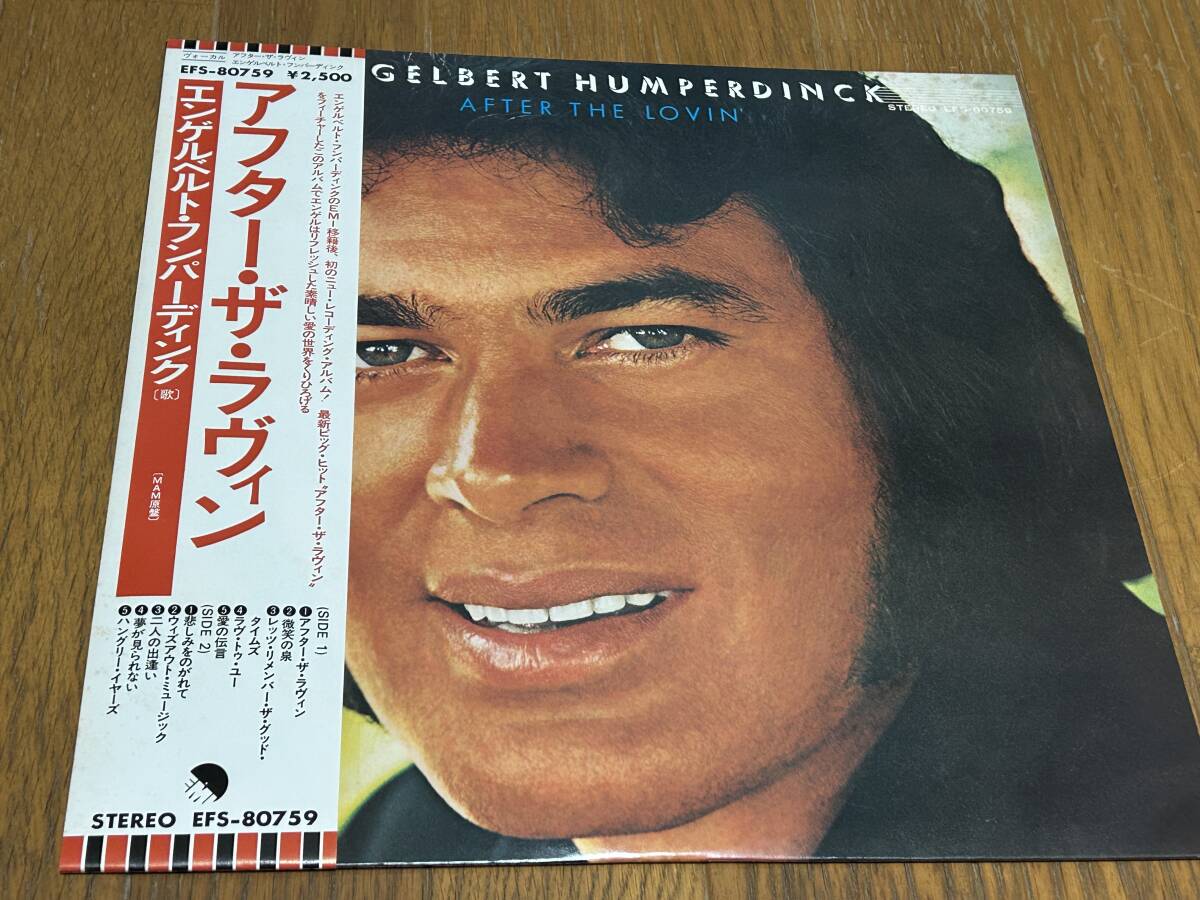 ヴォーカル アフター・ザ・ラヴィン
エンゲルベルト・フンパーディンク
EFS-80759 ¥2,500
アフター・ザ・ラヴィン
エンゲルベルト・フンパーディンク
〔歌〕
〔MAM原盤〕
エンゲルベルト・フンパーディンクのEMI移籍後、初のニュー・レコーディング・アルバム! 最新ビッグ・ヒット“アフター・ザ・ラヴィン”
をフィーチャーしたこのアルバムでエンゲルはリフレッシュした素晴しい愛の世界をくりひろげる
(SIDE 1)
❶アフター・ザ・ラヴィン
❷微笑の泉
❸レッツ・リメンバー・ザ・グッド・
タイムズ
❹ラヴ・トゥ・ユー
❺愛の伝言
(SIDE 2)
❶悲しみをのがれて
❷ウィズアウト・ミュージック
❸二人の出逢い
❹夢が見られない
❺ハングリー・イヤーズ
EMI
STEREO EFS-80759
GELBERT HUMPERDINCK
AFTER THE LOVIN'
STEREO EFS-80759